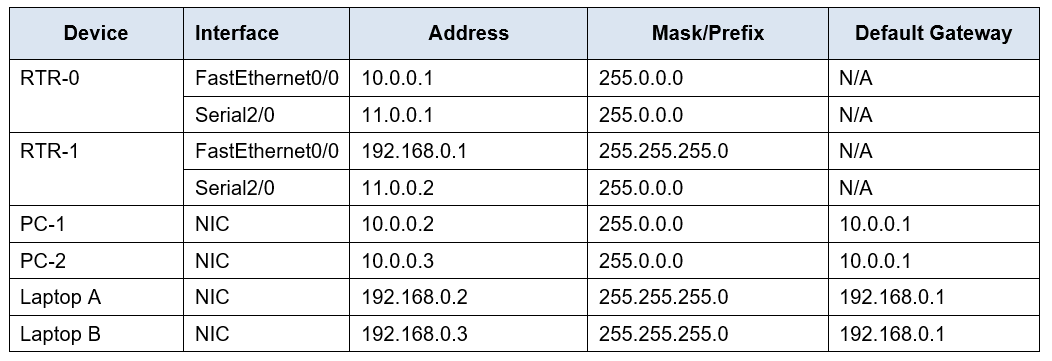 Device Interface Address Mask/Prefix Default Gateway
RTR-0 FastEthernet0/0 10.0.0.1 255.0.0.0 N/A
Serial2/0 11.0.0.1 255.0.0.0 N/A
RTR-1 FastEthernet0/0 192.168.0.1 255.255.255.0 N/A
Serial2/0 11.0.0.2 255.0.0.0 N/A
PC-1 NIC 10.0.0.2 255.0.0.0 10.0.0.1
PC-2 NIC 10.0.0.3 255.0.0.0 10.0.0.1
Laptop A NIC 192.168.0.2 255.255.255.0 192.168.0.1
Laptop B NIC 192.168.0.3 255.255.255.0 192.168.0.1